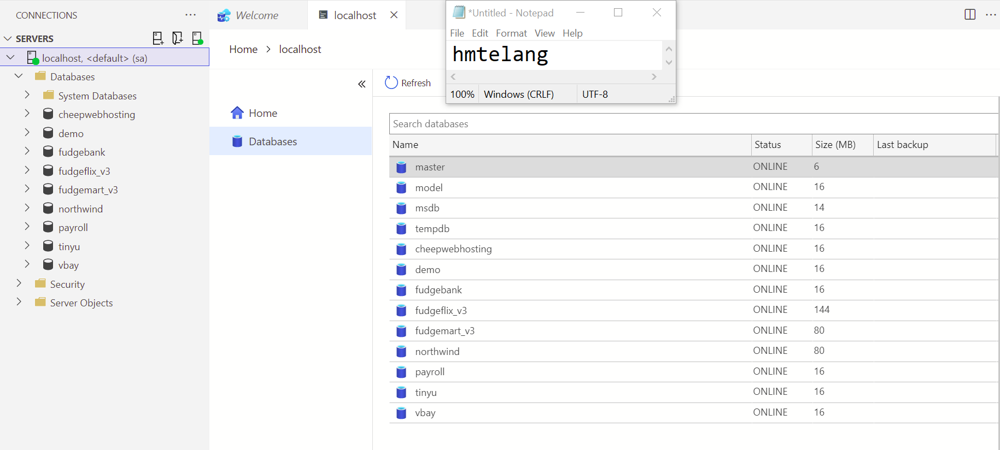 CONNECTIONS
SERVERS
localhost, <default> (sa)
Databases
System Databases
cheepwebhosting
demo
fudgebank
fudgeflix_v3
fudgemart_v3
northwind
payroll
tinyu
vbay
Security
Server Objects
Welcome
localhost
Home > localhost
Home
Databases
Refresh
*Untitled - Notepad
File Edit Format View Help
hmtelang
100% Windows (CRLF) UTF-8
Search databases
Name Status Size (MB) Last backup
master ONLINE 6
model ONLINE 16
msdb ONLINE 14
tempdb ONLINE 16
cheepwebhosting ONLINE 16
demo ONLINE 16
fudgebank ONLINE 16
fudgeflix_v3 ONLINE 144
fudgemart_v3 ONLINE 80
northwind ONLINE 80
payroll ONLINE 16
tinyu ONLINE 16
vbay ONLINE 16